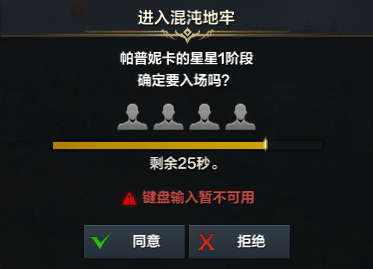 进入混沌地牢
帕普妮卡的星星1阶段
确定要入场吗?
剩余25秒。
键盘输入暂不可用
同意
拒绝